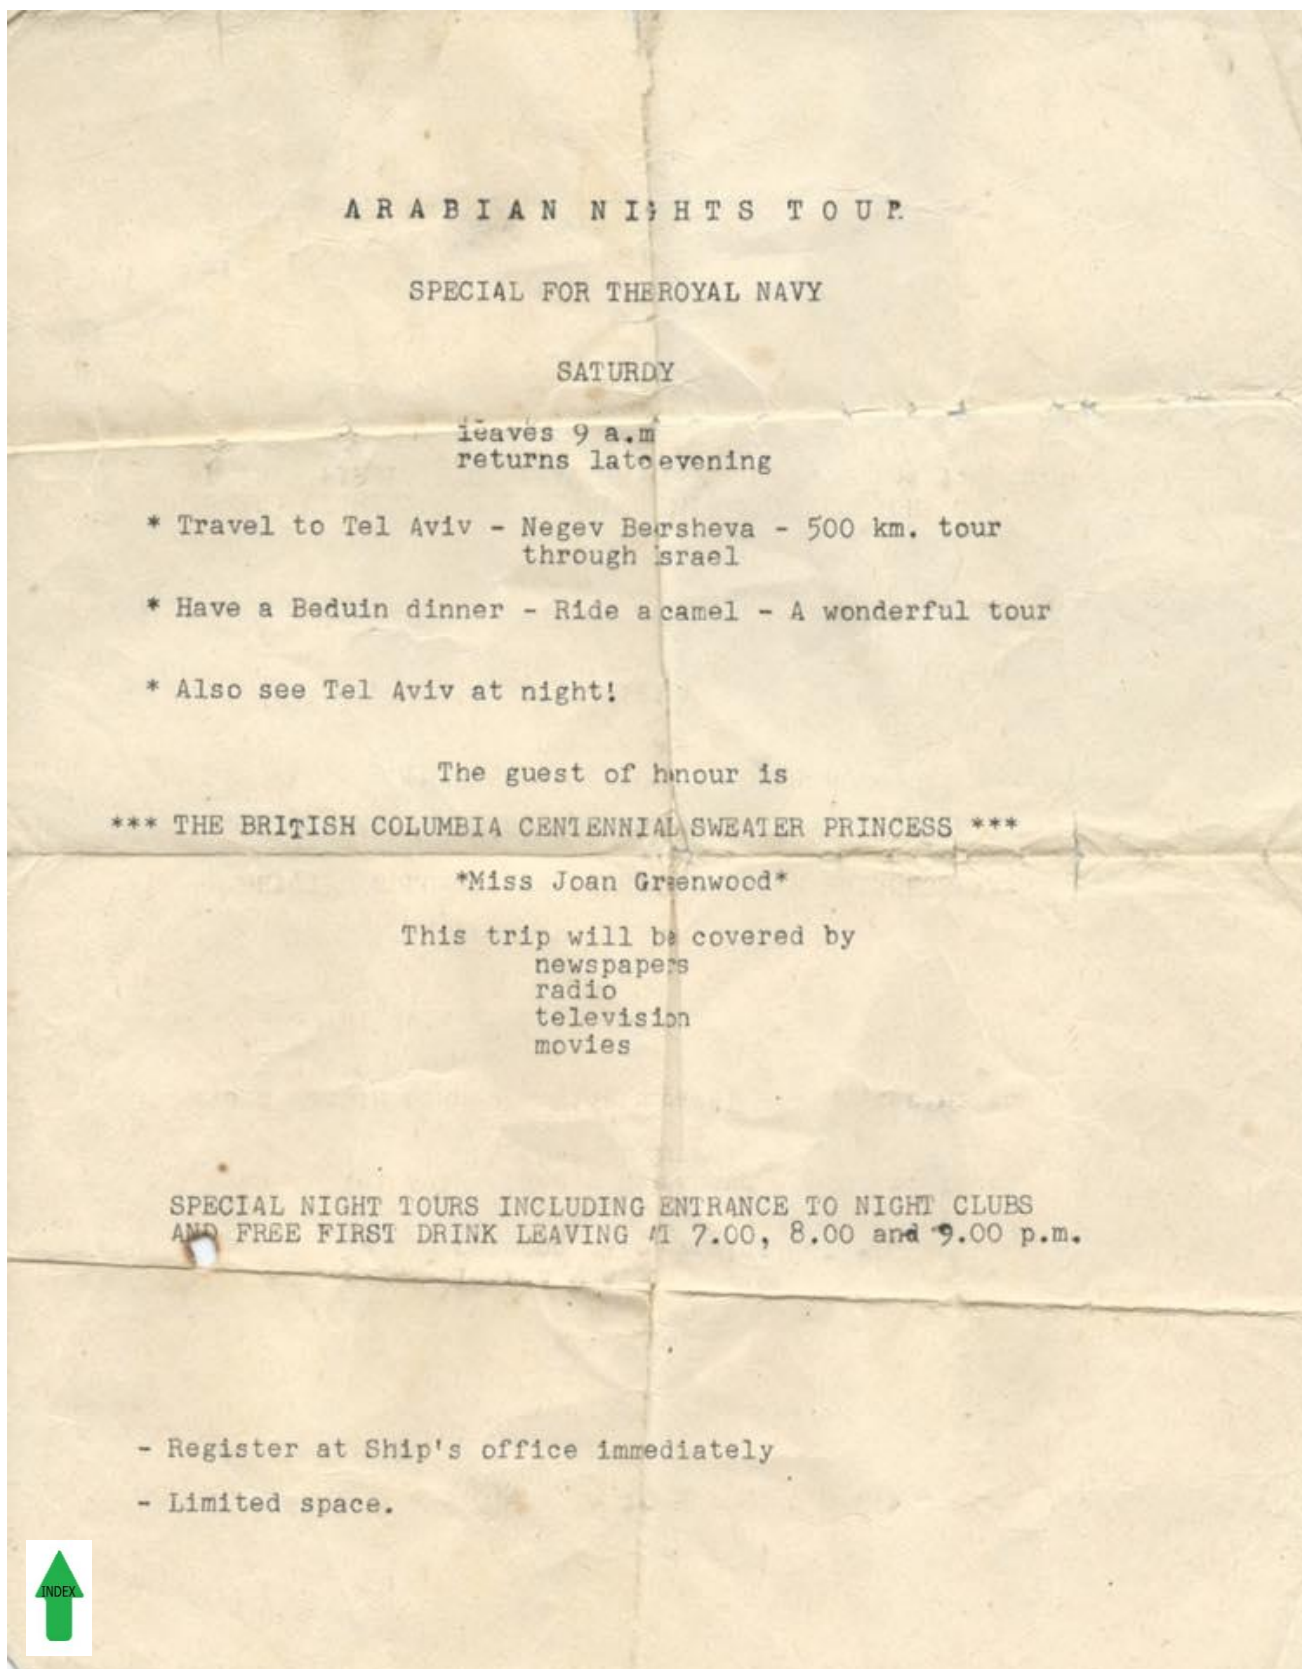 ARABIAN NIGHTS TOUR
SPECIAL FOR THE ROYAL NAVY
SATURDY
leaves 9 a.m
returns late evening
* Travel to Tel Aviv - Negev Bersheva - 500 km. tour
through Israel
* Have a Beduin dinner - Ride a camel - A wonderful tour
* Also see Tel Aviv at night!
The guest of honour is
*** THE BRITISH COLUMBIA CENTENNIAL SWEATER PRINCESS ***
*Miss Joan Greenwood*
This trip will be covered by
newspapers
radio
television
movies
SPECIAL NIGHT TOURS INCLUDING ENTRANCE TO NIGHT CLUBS
AND FREE FIRST DRINK LEAVING AT 7.00, 8.00 and 9.00 p.m.
- Register at Ship's office immediately
- Limited space.
INDEX